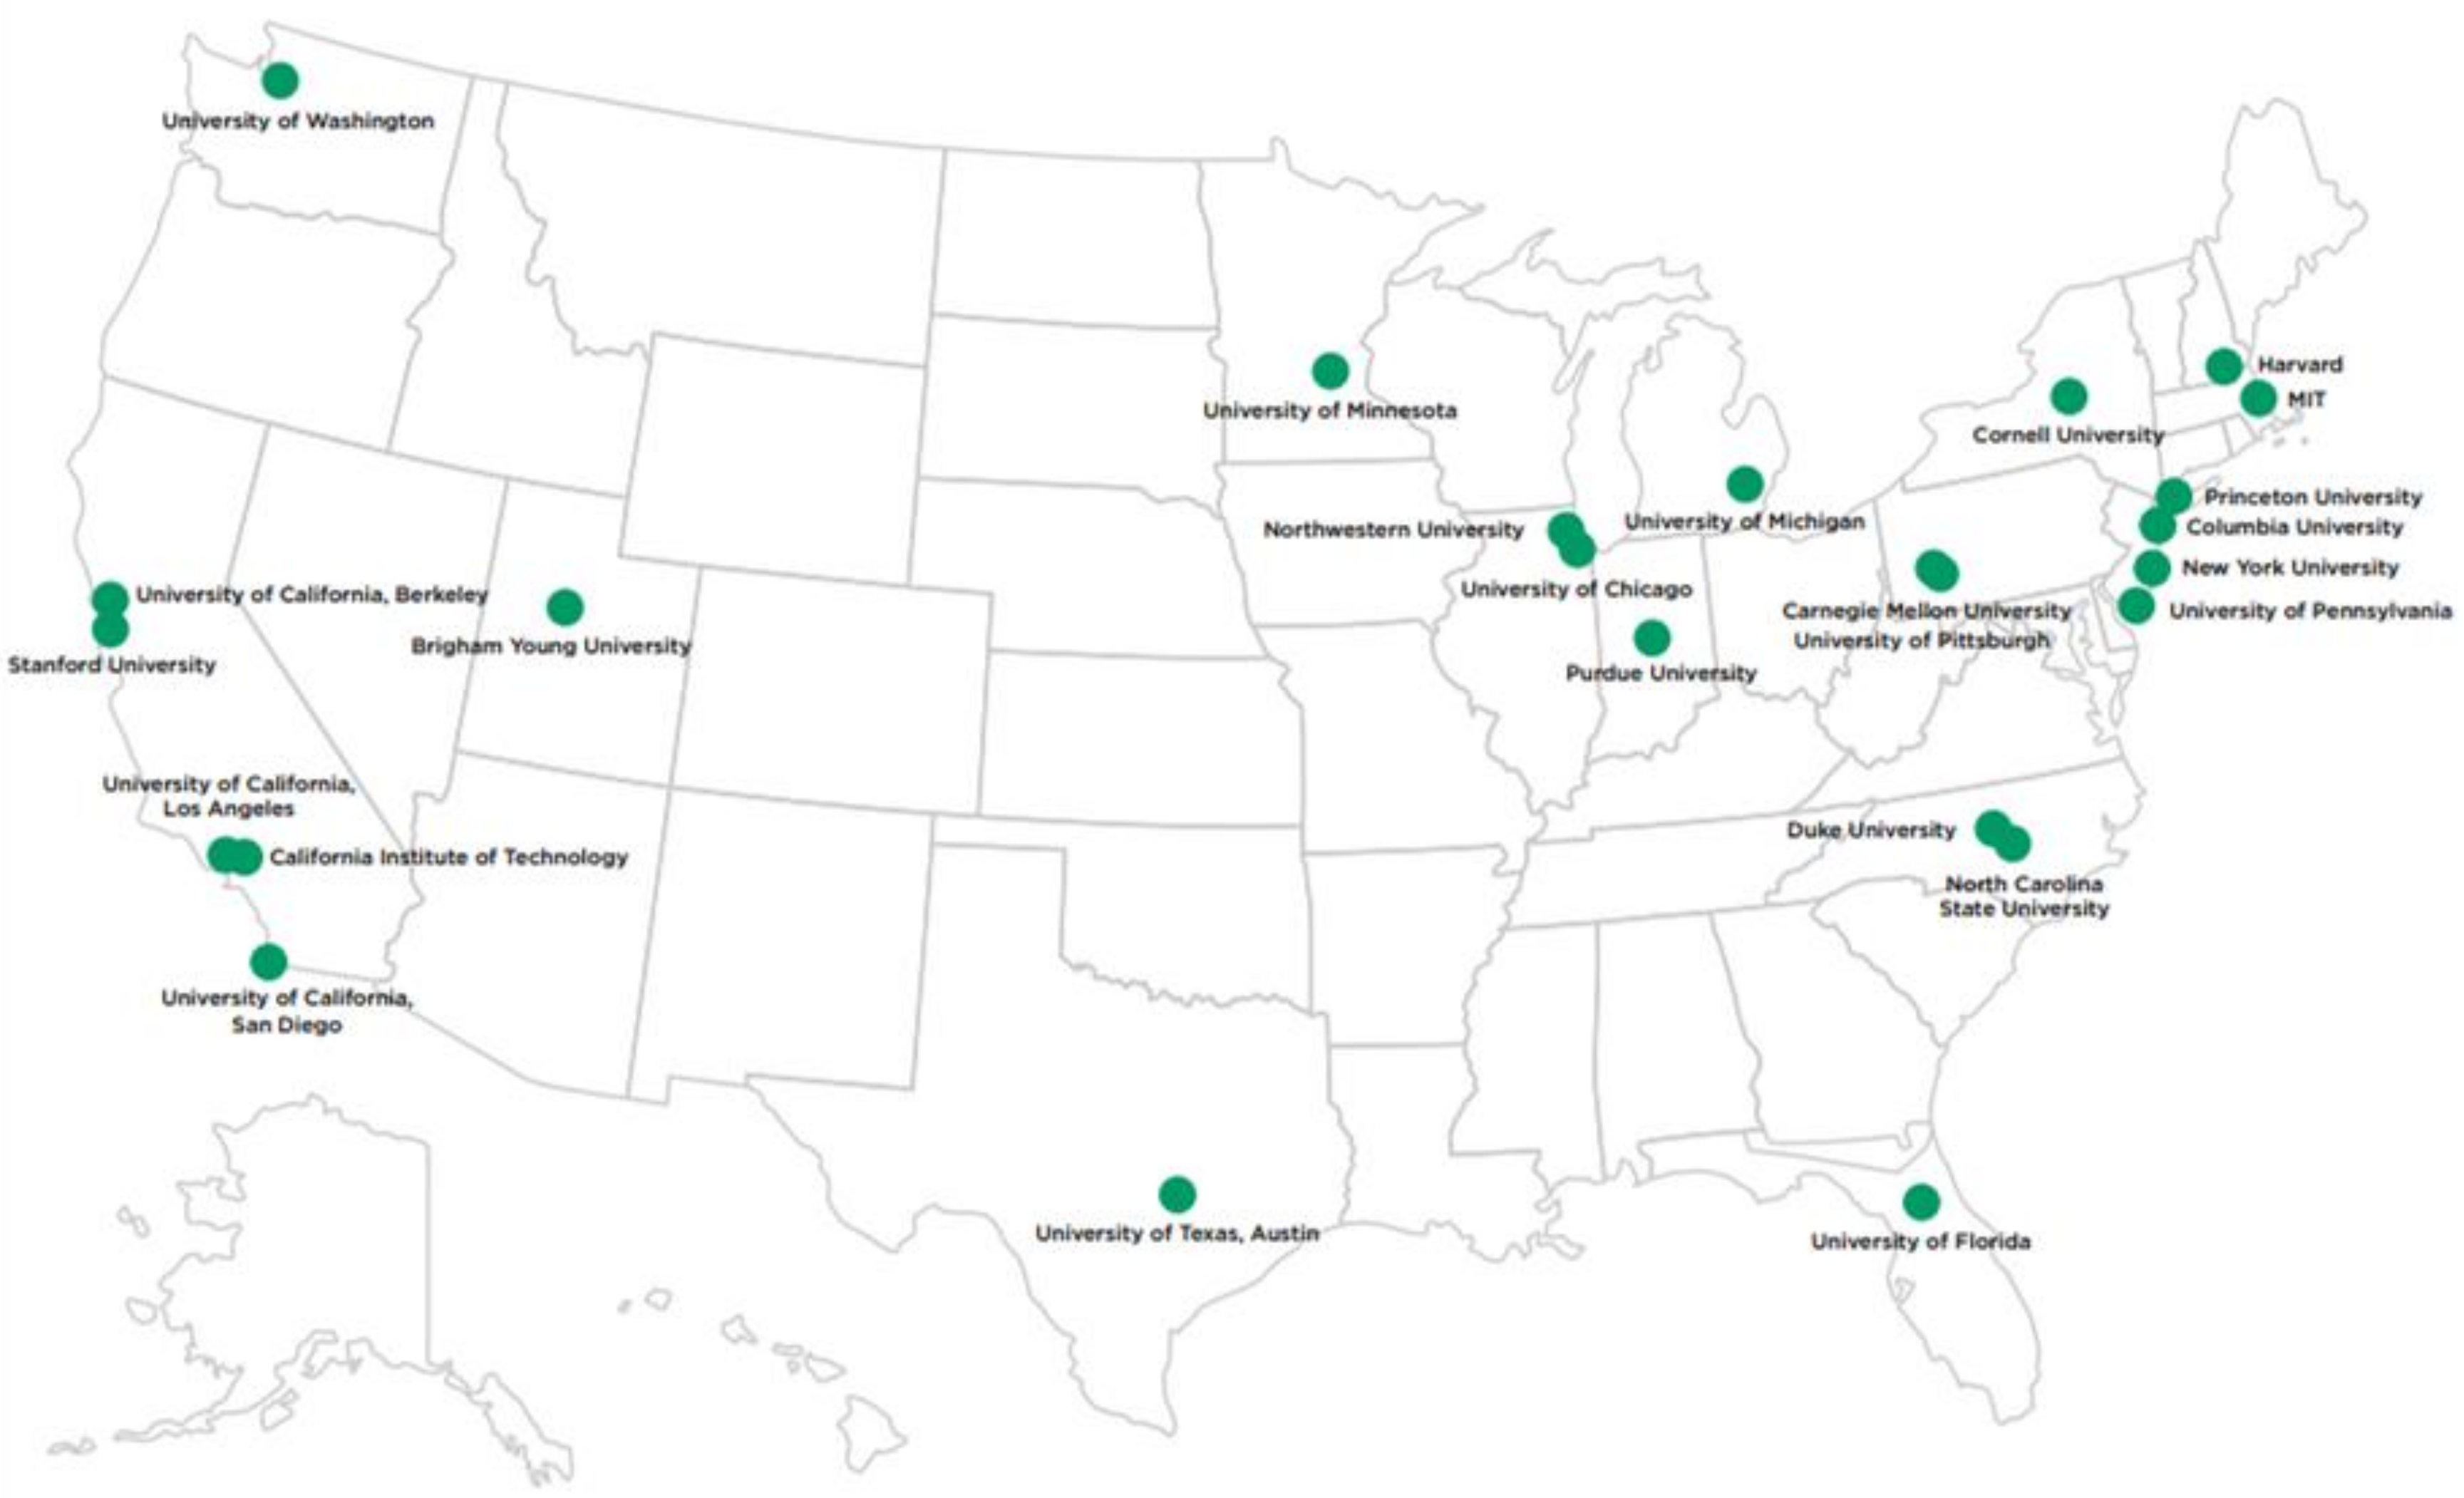 University of Washington
Harvard
MIT
University of Minnesota
Cornell University
Princeton University
Northwestern University
University of Michigan
Columbia University
New York University
University of California, Berkeley
University of Chicago
Carnegie Mellon University
University of Pennsylvania
University of Pittsburgh
Brigham Young University
Stanford University
Purdue University
University of California,
Los Angeles
Duke University
California Institute of Technology
North Carolina
State University
University of California,
San Diego
University of Texas, Austin
University of Florida